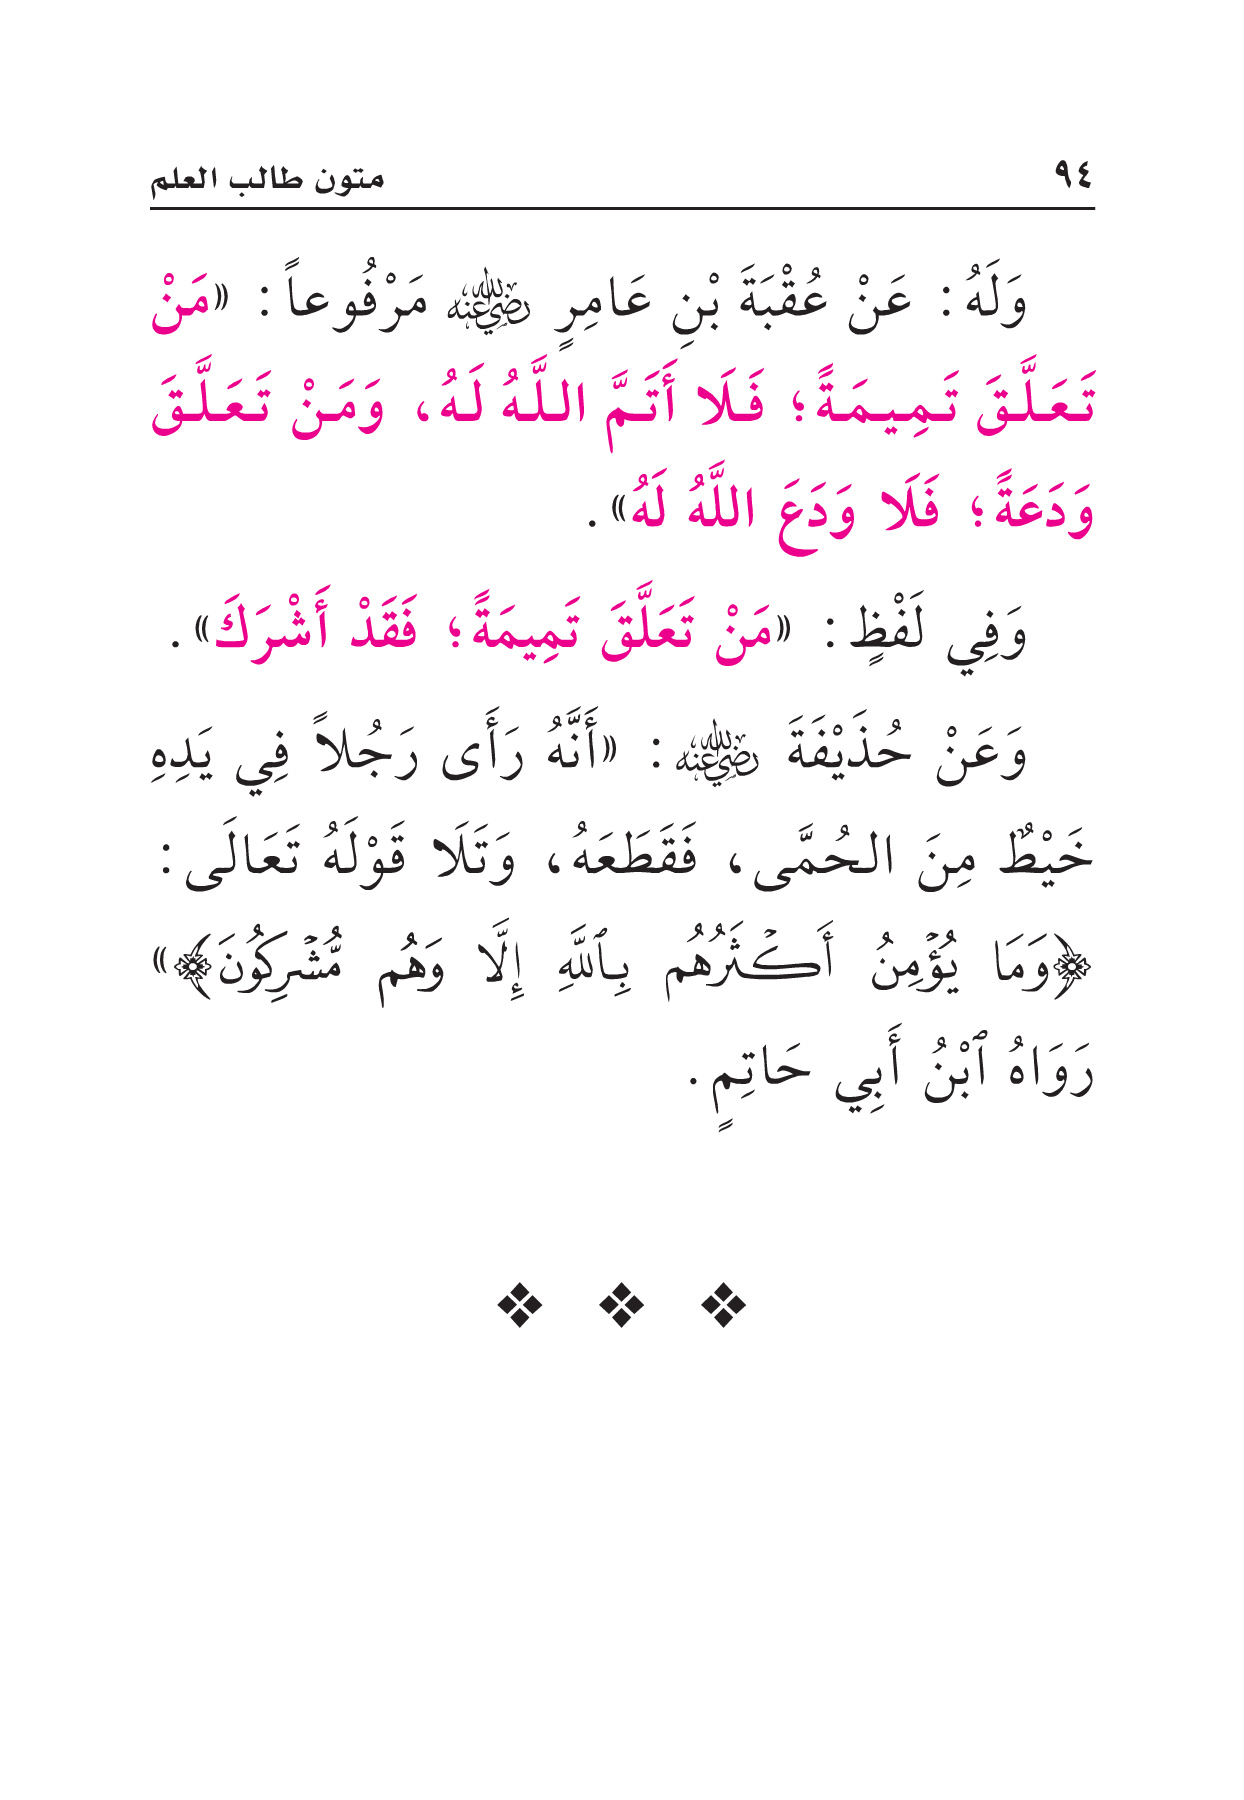 ٩٤ متون طالب العلم
وَلَهُ: عَنْ عُقْبَةَ بْنِ عَامِرٍ رضي الله عنه مَرْفُوعاً: «مَنْ
تَعَلَّقَ تَمِيمَةً؛ فَلَا أَتَمَّ اللَّهُ لَهُ، وَمَنْ تَعَلَّقَ
وَدَعَةً؛ فَلَا وَدَعَ اللَّهُ لَهُ».
وَفِي لَفْظٍ: «مَنْ تَعَلَّقَ تَمِيمَةً؛ فَقَدْ أَشْرَكَ».
وَعَنْ حُذَيْفَةَ رضي الله عنه: «أَنَّهُ رَأَى رَجُلاً فِي يَدِهِ
خَيْطٌ مِنَ الحُمَّى، فَقَطَعَهُ، وَتَلَا قَوْلَهُ تَعَالَى:
﴿وَمَا يُؤۡمِنُ أَكۡثَرُهُم بِٱللَّهِ إِلَّا وَهُم مُّشۡرِكُونَ﴾»
رَوَاهُ ٱبْنُ أَبِي حَاتِمٍ.